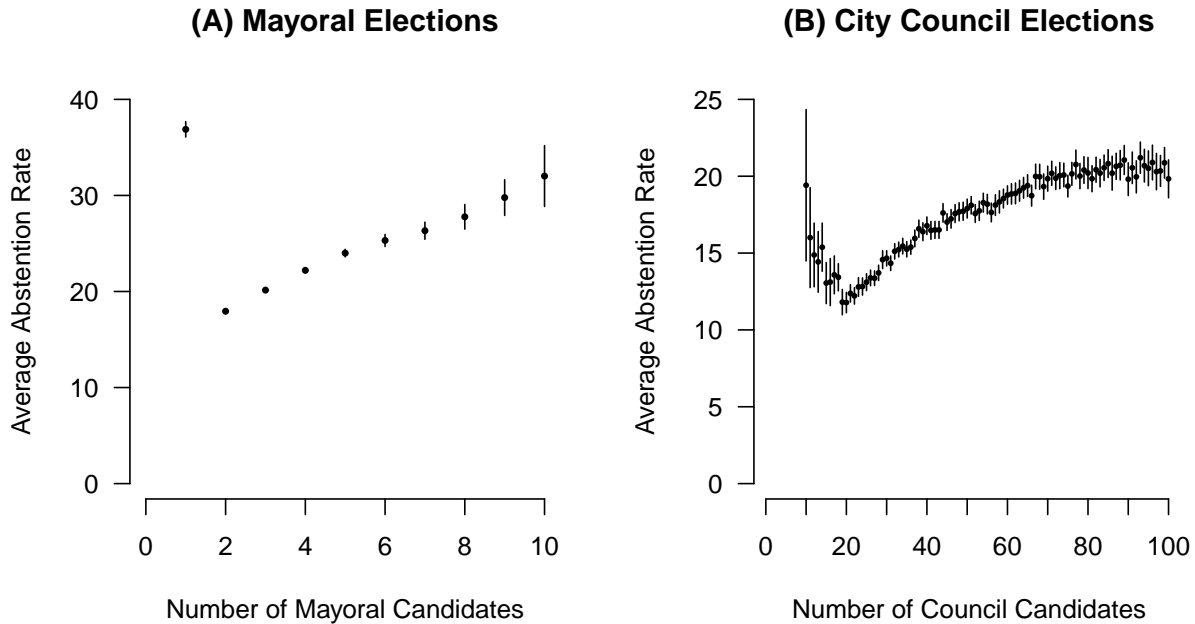 (A) Mayoral Elections
Average Abstention Rate
40
30
20
10
0
0 2 4 6 8 10
Number of Mayoral Candidates
(B) City Council Elections
Average Abstention Rate
25
20
15
10
5
0
0 20 40 60 80 100
Number of Council Candidates